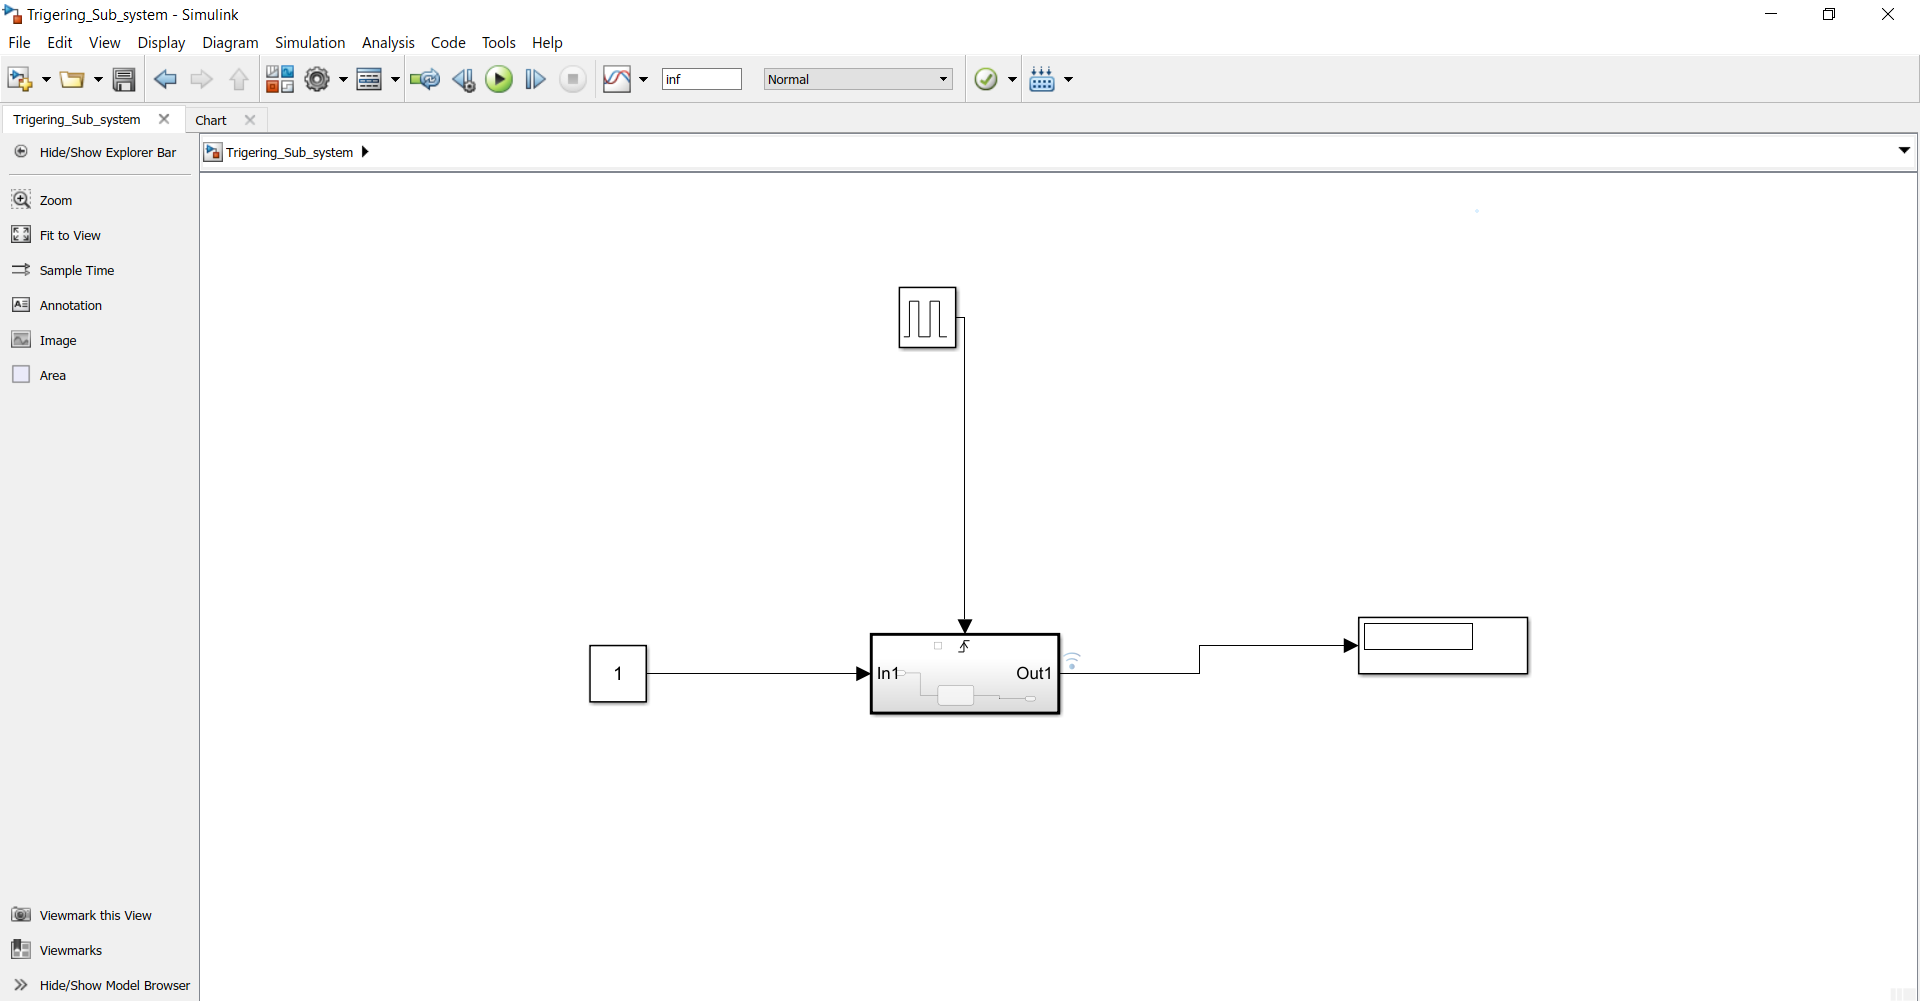 Trigering_Sub_system - Simulink
File Edit View Display Diagram Simulation Analysis Code Tools Help
inf Normal
Trigering_Sub_system Chart
Hide/Show Explorer Bar
Trigering_Sub_system
Zoom
Fit to View
Sample Time
Annotation
Image
Area
1
In1 Out1
Viewmark this View
Viewmarks
Hide/Show Model Browser